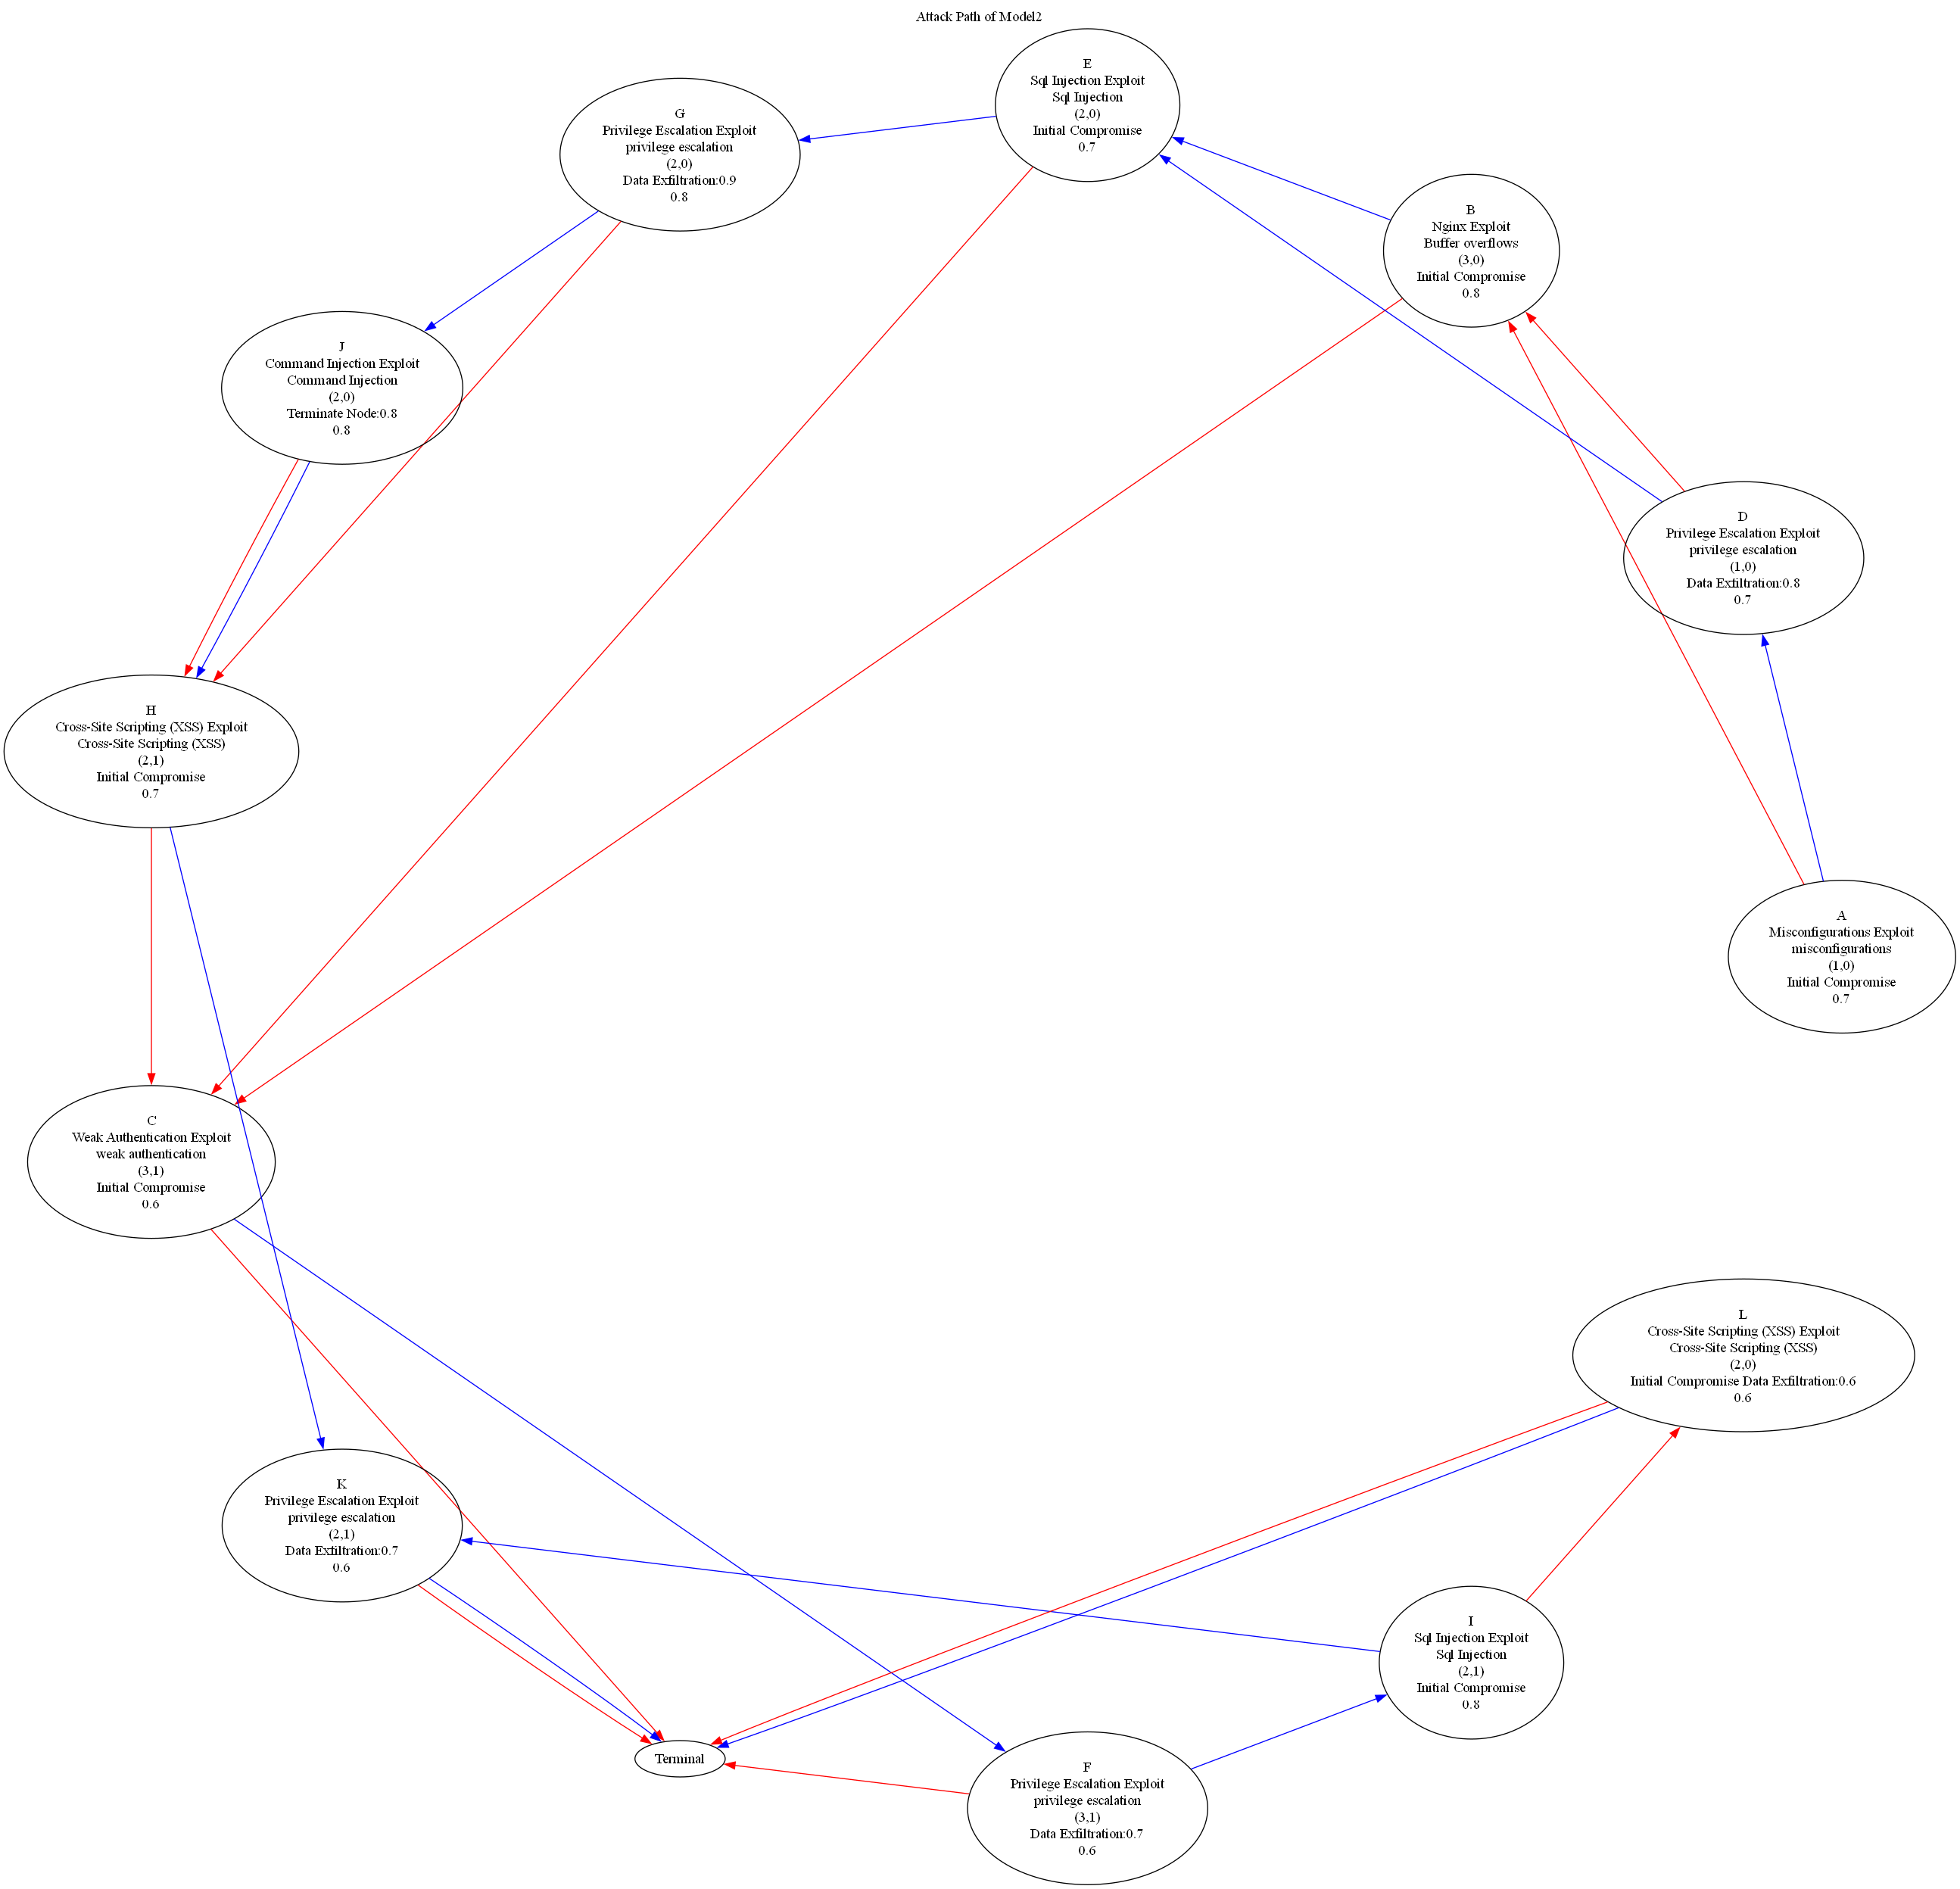 Attack Path of Model2
E
Sql Injection Exploit
Sql Injection
(2,0)
Initial Compromise
0.7
G
Privilege Escalation Exploit
privilege escalation
(2,0)
Data Exfiltration:0.9
0.8
B
Nginx Exploit
Buffer overflows
(3,0)
Initial Compromise
0.8
J
Command Injection Exploit
Command Injection
(2,0)
Terminate Node:0.8
0.8
D
Privilege Escalation Exploit
privilege escalation
(1,0)
Data Exfiltration:0.8
0.7
H
Cross-Site Scripting (XSS) Exploit
Cross-Site Scripting (XSS)
(2,1)
Initial Compromise
0.7
A
Misconfigurations Exploit
misconfigurations
(1,0)
Initial Compromise
0.7
C
Weak Authentication Exploit
weak authentication
(3,1)
Initial Compromise
0.6
L
Cross-Site Scripting (XSS) Exploit
Cross-Site Scripting (XSS)
(2,0)
Initial Compromise Data Exfiltration:0.6
0.6
K
Privilege Escalation Exploit
privilege escalation
(2,1)
Data Exfiltration:0.7
0.6
I
Sql Injection Exploit
Sql Injection
(2,1)
Initial Compromise
0.8
Terminal
F
Privilege Escalation Exploit
privilege escalation
(3,1)
Data Exfiltration:0.7
0.6